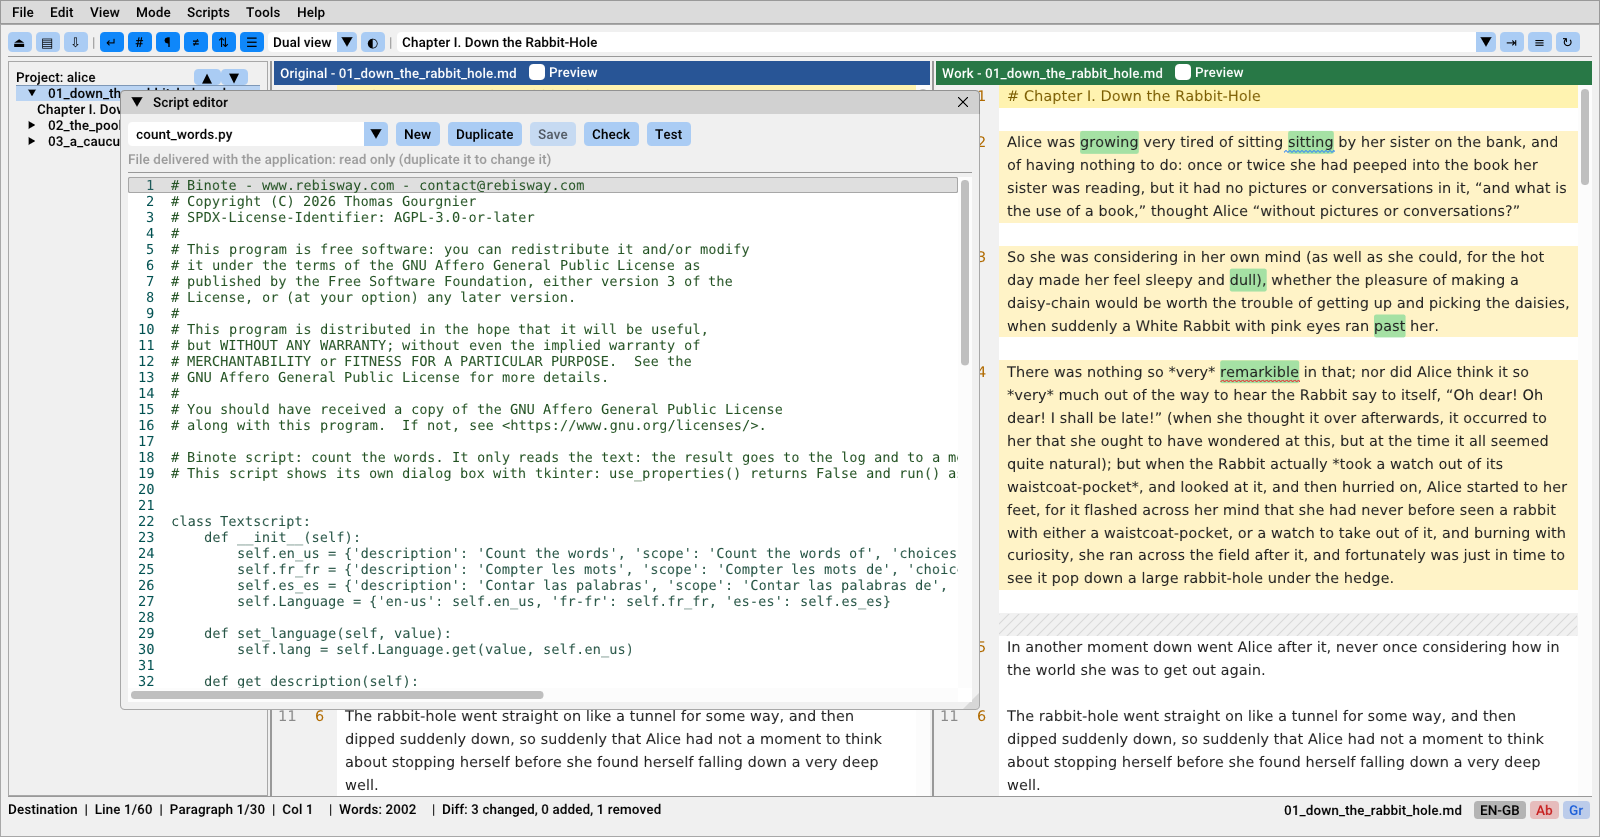 File Edit View Mode Scripts Tools Help
Dual view Chapter I. Down the Rabbit-Hole
Project: alice
01_down_the_rabbit_hole.md
Chapter I. Dow
02_the_pool
03_a_caucu
Original - 01_down_the_rabbit_hole.md Preview
Work - 01_down_the_rabbit_hole.md Preview
Script editor
count_words.py New Duplicate Save Check Test
File delivered with the application: read only (duplicate it to change it)
1 # Binote - www.rebisway.com - contact@rebisway.com
2 # Copyright (C) 2026 Thomas Gourgnier
3 # SPDX-License-Identifier: AGPL-3.0-or-later
4 #
5 # This program is free software: you can redistribute it and/or modify
6 # it under the terms of the GNU Affero General Public License as
7 # published by the Free Software Foundation, either version 3 of the
8 # License, or (at your option) any later version.
9 #
10 # This program is distributed in the hope that it will be useful,
11 # but WITHOUT ANY WARRANTY; without even the implied warranty of
12 # MERCHANTABILITY or FITNESS FOR A PARTICULAR PURPOSE.  See the
13 # GNU Affero General Public License for more details.
14 #
15 # You should have received a copy of the GNU Affero General Public License
16 # along with this program.  If not, see <https://www.gnu.org/licenses/>.
17
18 # Binote script: count the words. It only reads the text: the result goes to the log and to a m
19 # This script shows its own dialog box with tkinter: use_properties() returns False and run() a
20
21
22 class Textscript:
23     def __init__(self):
24         self.en_us = {'description': 'Count the words', 'scope': 'Count the words of', 'choices
25         self.fr_fr = {'description': 'Compter les mots', 'scope': 'Compter les mots de', 'choic
26         self.es_es = {'description': 'Contar las palabras', 'scope': 'Contar las palabras de',
27         self.Language = {'en-us': self.en_us, 'fr-fr': self.fr_fr, 'es-es': self.es_es}
28
29     def set_language(self, value):
30         self.lang = self.Language.get(value, self.en_us)
31
32     def get_description(self):
11 6 The rabbit-hole went straight on like a tunnel for some way, and then
dipped suddenly down, so suddenly that Alice had not a moment to think
about stopping herself before she found herself falling down a very deep
well.
1 # Chapter I. Down the Rabbit-Hole
2 Alice was growing very tired of sitting sitting by her sister on the bank, and
of having nothing to do: once or twice she had peeped into the book her
sister was reading, but it had no pictures or conversations in it, “and what is
the use of a book,” thought Alice “without pictures or conversations?”
3 So she was considering in her own mind (as well as she could, for the hot
day made her feel sleepy and dull), whether the pleasure of making a
daisy-chain would be worth the trouble of getting up and picking the daisies,
when suddenly a White Rabbit with pink eyes ran past her.
4 There was nothing so *very* remarkible in that; nor did Alice think it so
*very* much out of the way to hear the Rabbit say to itself, “Oh dear! Oh
dear! I shall be late!” (when she thought it over afterwards, it occurred to
her that she ought to have wondered at this, but at the time it all seemed
quite natural); but when the Rabbit actually *took a watch out of its
waistcoat-pocket*, and looked at it, and then hurried on, Alice started to her
feet, for it flashed across her mind that she had never before seen a rabbit
with either a waistcoat-pocket, or a watch to take out of it, and burning with
curiosity, she ran across the field after it, and fortunately was just in time to
see it pop down a large rabbit-hole under the hedge.
5 In another moment down went Alice after it, never once considering how in
the world she was to get out again.
11 6 The rabbit-hole went straight on like a tunnel for some way, and then
dipped suddenly down, so suddenly that Alice had not a moment to think
about stopping herself before she found herself falling down a very deep
well.
Destination | Line 1/60 | Paragraph 1/30 | Col 1 | Words: 2002 | Diff: 3 changed, 0 added, 1 removed
01_down_the_rabbit_hole.md EN-GB Ab Gr